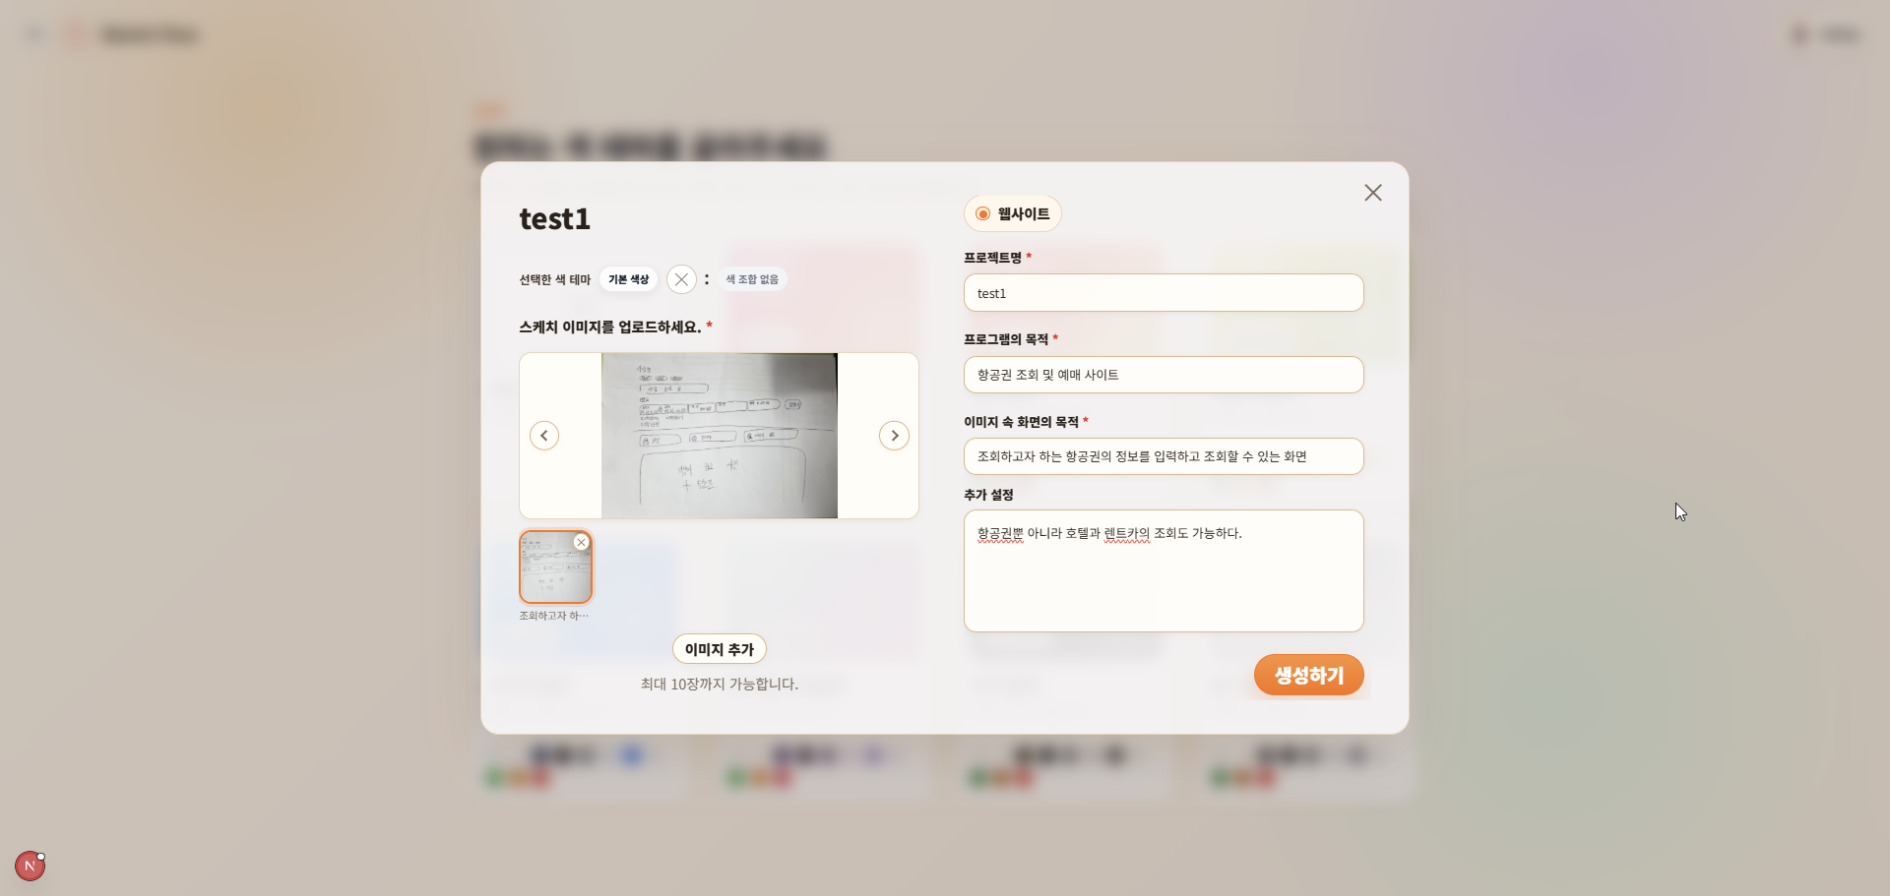 test1
선택한 색 테마 기본 색상 : 색 조합 없음
스케치 이미지를 업로드하세요. *
조회하고자 하…
이미지 추가
최대 10장까지 가능합니다.
웹사이트
프로젝트명 *
test1
프로그램의 목적 *
항공권 조회 및 예매 사이트
이미지 속 화면의 목적 *
조회하고자 하는 항공권의 정보를 입력하고 조회할 수 있는 화면
추가 설정
항공권뿐 아니라 호텔과 렌트카의 조회도 가능하다.
생성하기
N